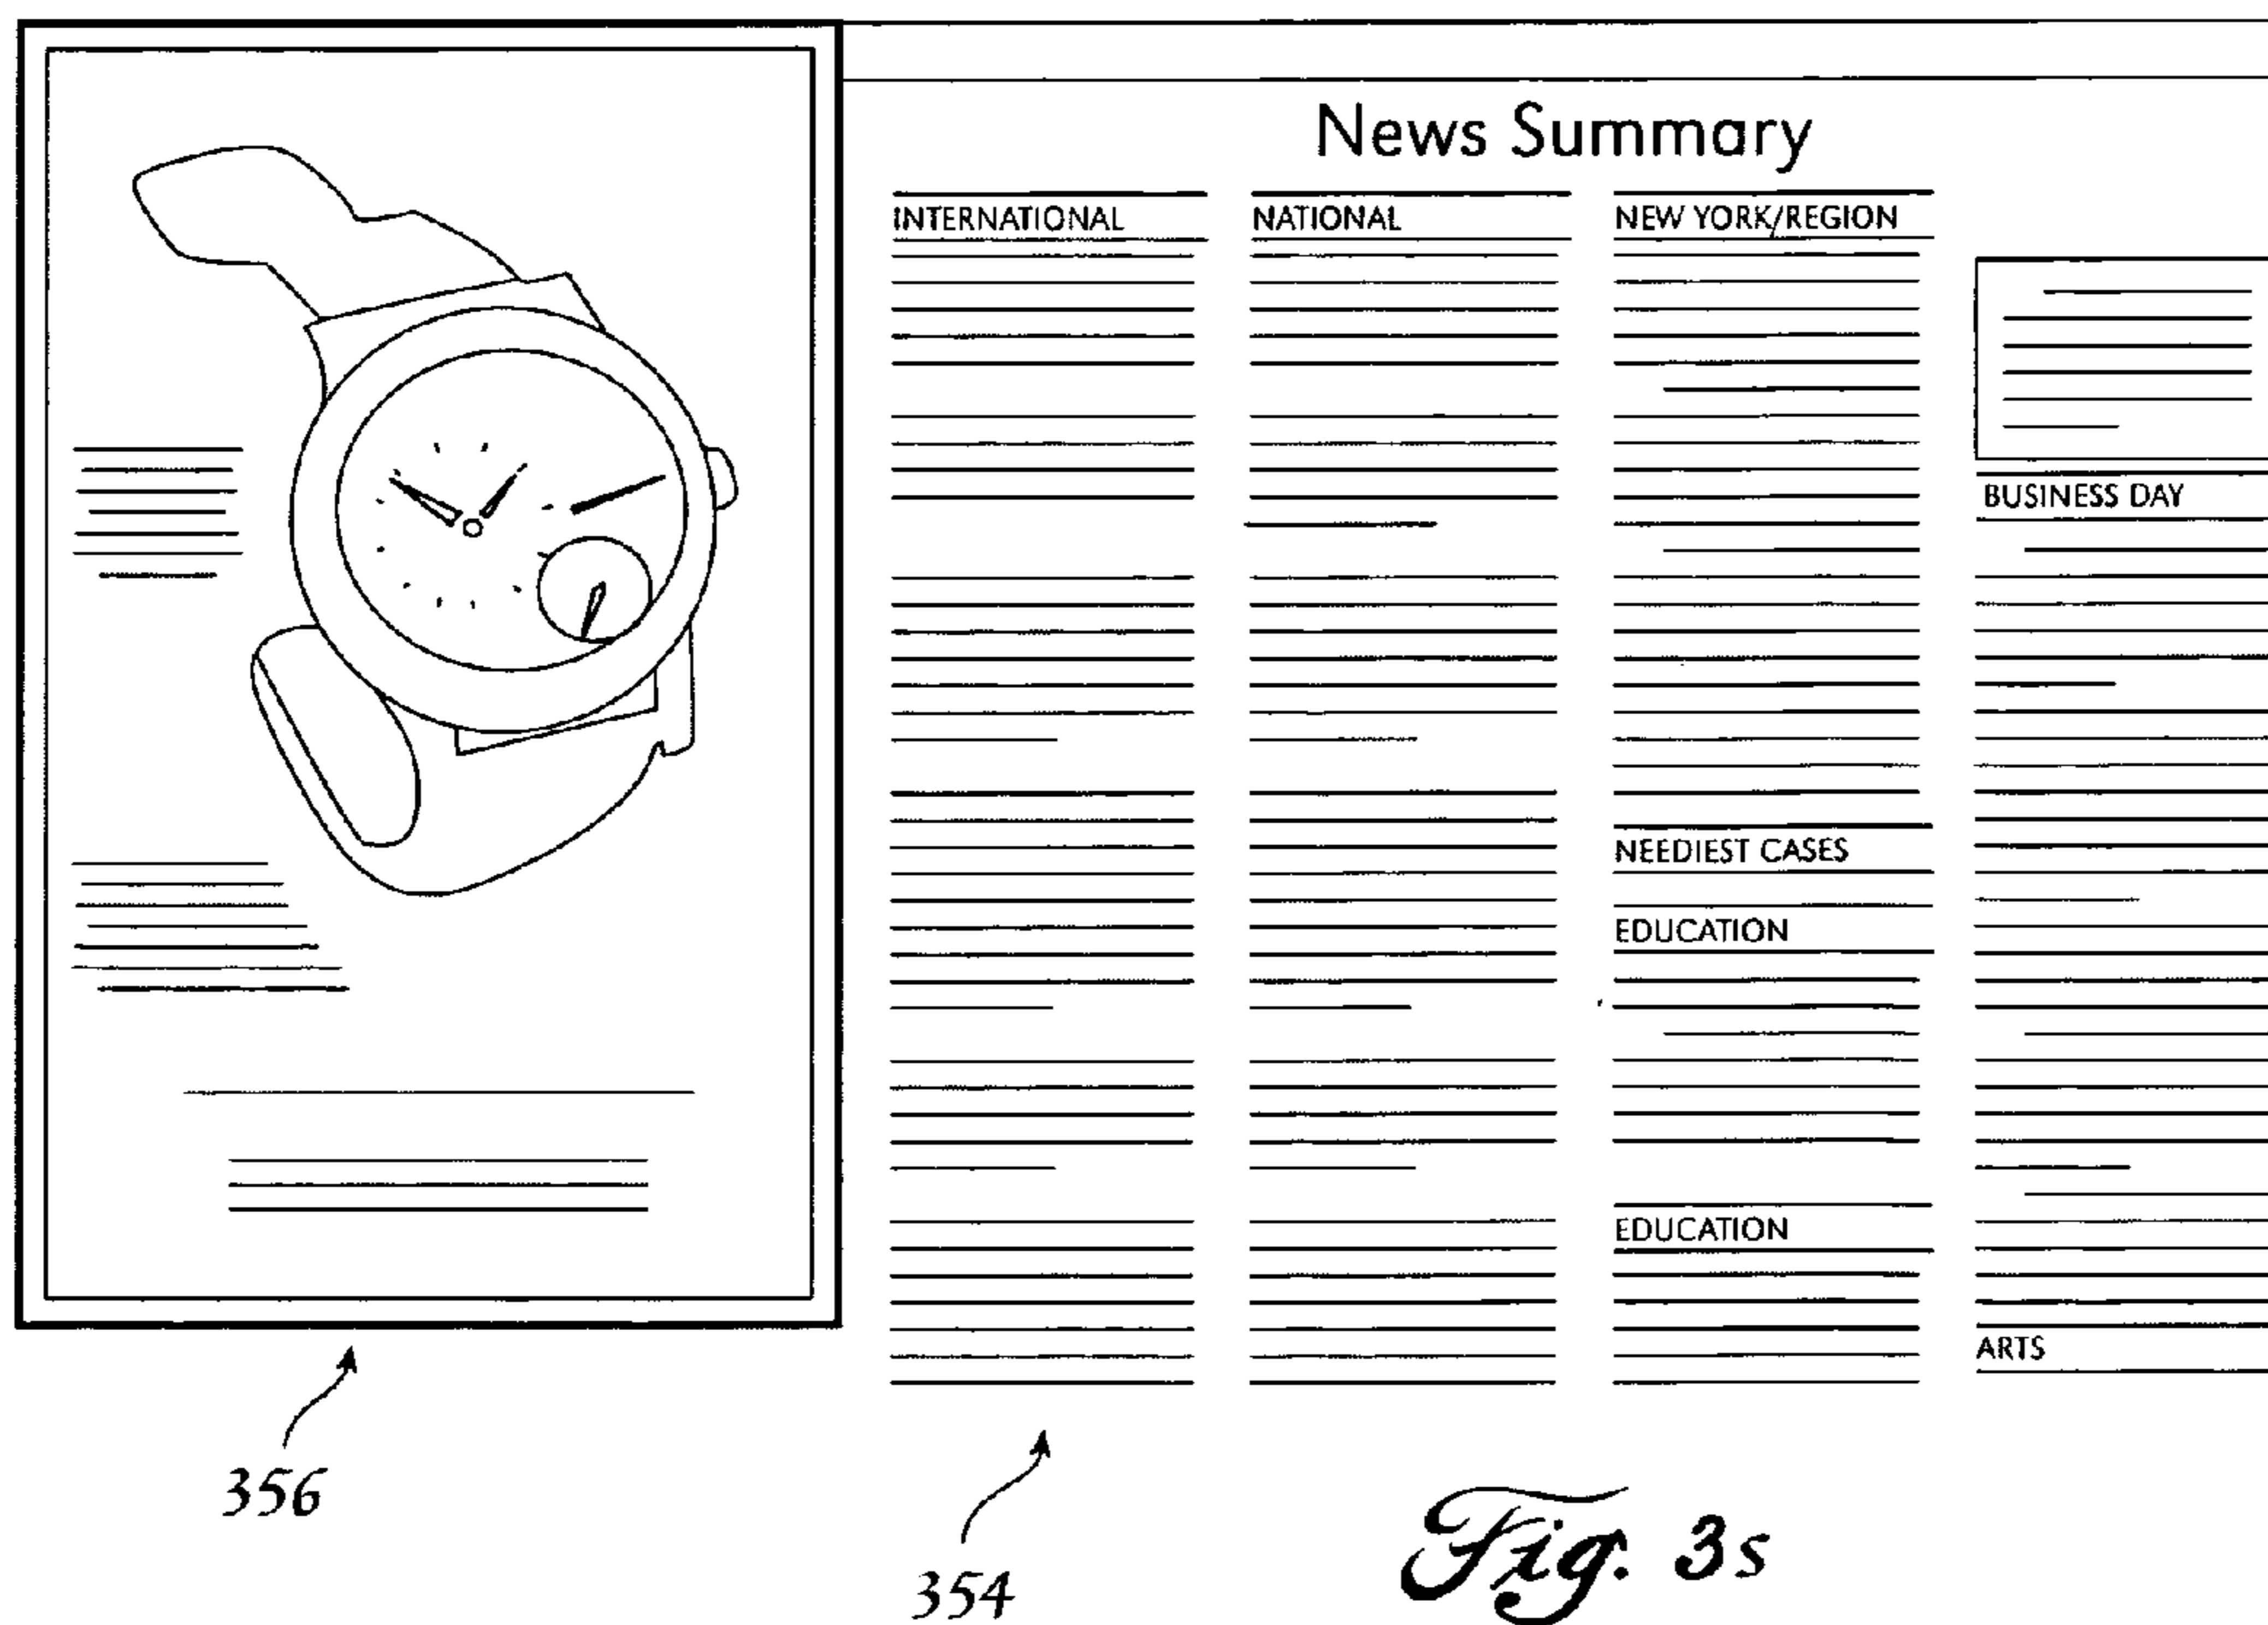 News Summary
INTERNATIONAL
NATIONAL
NEW YORK/REGION
NEEDIEST CASES
EDUCATION
EDUCATION
BUSINESS DAY
ARTS
356
354
Fig. 3s